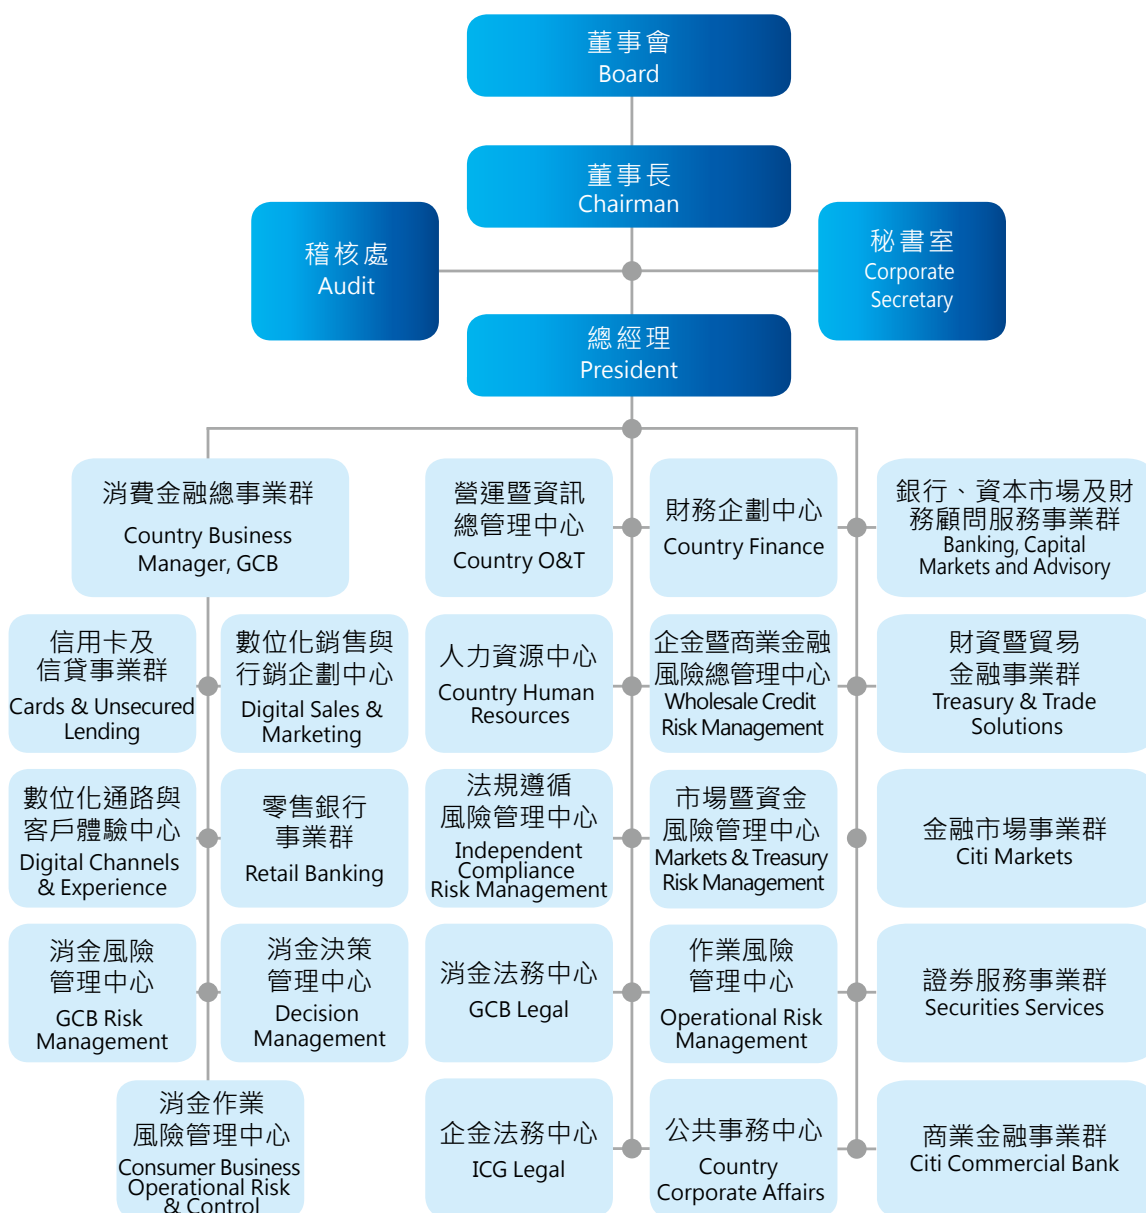 董事會
Board
董事長
Chairman
稽核處
Audit
秘書室
Corporate
Secretary
總經理
President
消費金融總事業群
Country Business
Manager, GCB
營運暨資訊
總管理中心
Country O&T
財務企劃中心
Country Finance
銀行、資本市場及財
務顧問服務事業群
Banking, Capital
Markets and Advisory
信用卡及
信貸事業群
Cards & Unsecured
Lending
數位化銷售與
行銷企劃中心
Digital Sales &
Marketing
人力資源中心
Country Human
Resources
企金暨商業金融
風險總管理中心
Wholesale Credit
Risk Management
財資暨貿易
金融事業群
Treasury & Trade
Solutions
數位化通路與
客戶體驗中心
Digital Channels
& Experience
零售銀行
事業群
Retail Banking
法規遵循
風險管理中心
Independent
Compliance
Risk Management
市場暨資金
風險管理中心
Markets & Treasury
Risk Management
金融市場事業群
Citi Markets
消金風險
管理中心
GCB Risk
Management
消金決策
管理中心
Decision
Management
消金法務中心
GCB Legal
作業風險
管理中心
Operational Risk
Management
證券服務事業群
Securities Services
消金作業
風險管理中心
Consumer Business
Operational Risk
& Control
企金法務中心
ICG Legal
公共事務中心
Country
Corporate Affairs
商業金融事業群
Citi Commercial Bank